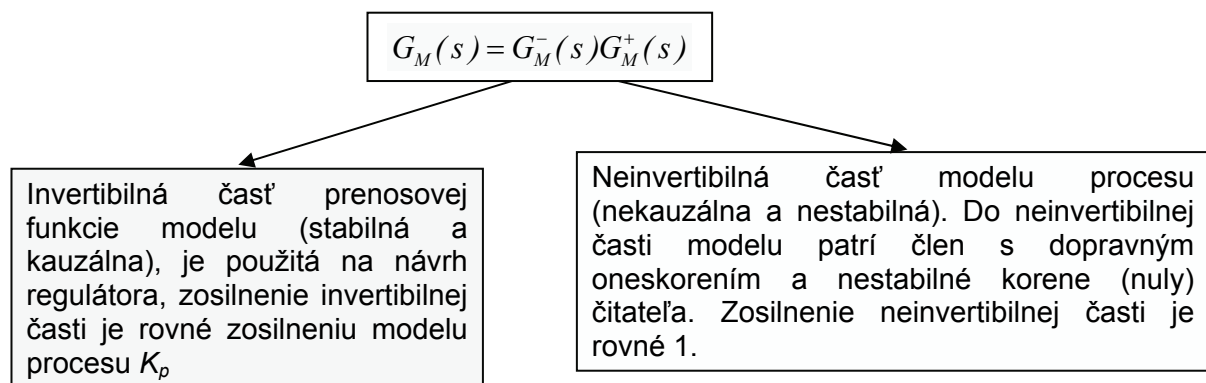 G_M(s) = G_M^-(s)G_M^+(s)
Invertibilná časť prenosovej
funkcie modelu (stabilná a
kauzálna), je použitá na návrh
regulátora, zosilnenie invertibilnej
časti je rovné zosilneniu modelu
procesu K_p
Neinvertibilná časť modelu procesu
(nekauzálna a nestabilná). Do neinvertibilnej
časti modelu patrí člen s dopravným
oneskorením a nestabilné korene (nuly)
čitateľa. Zosilnenie neinvertibilnej časti je
rovné 1.